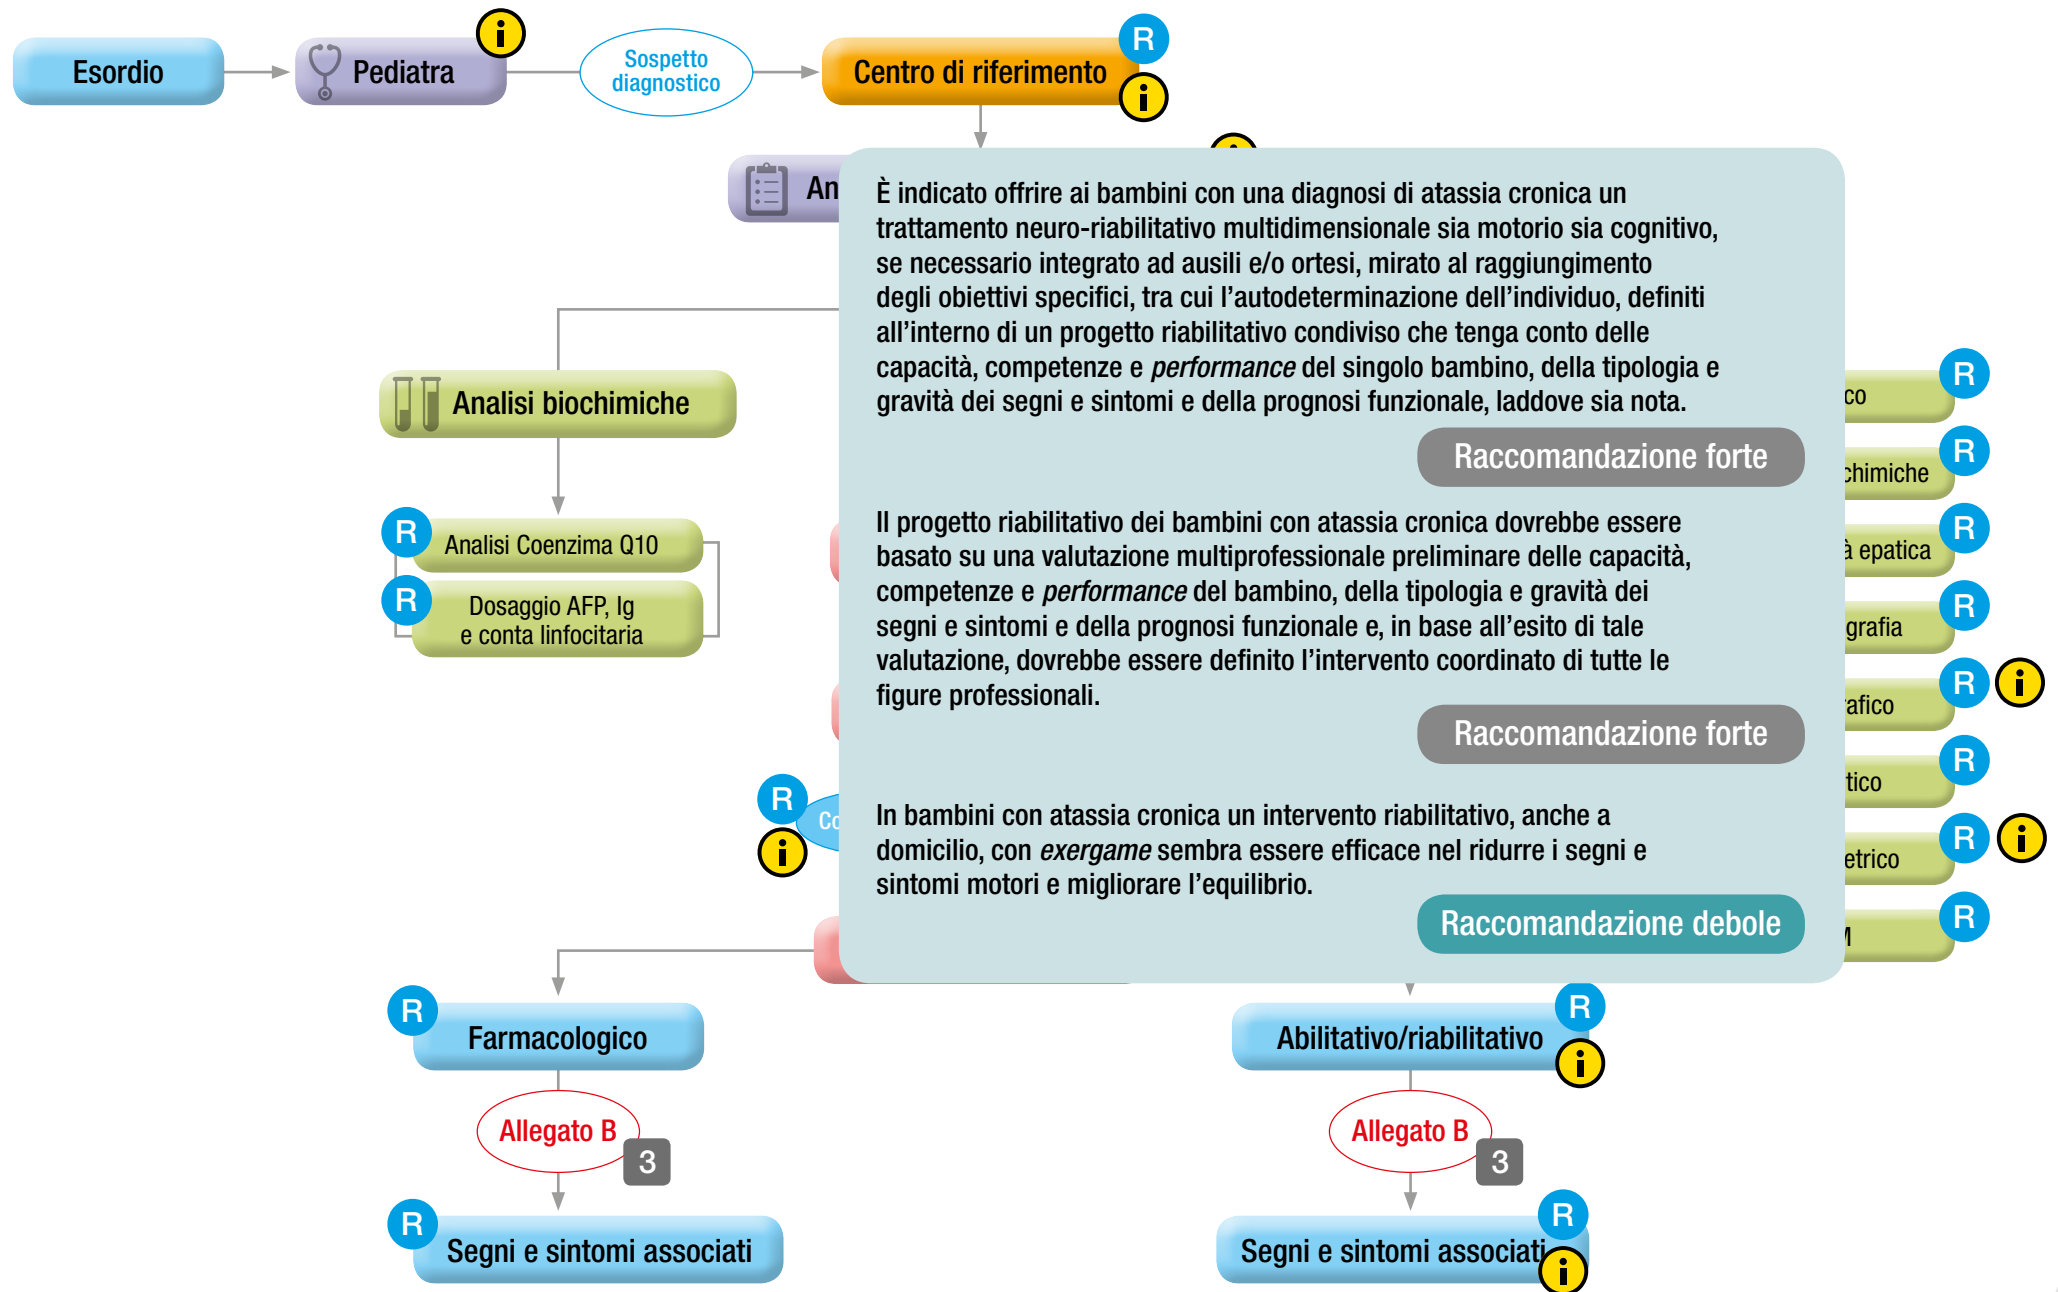 Esordio
Pediatra
i
Sospetto
diagnostico
Centro di riferimento
R
i
È indicato offrire ai bambini con una diagnosi di atassia cronica un
trattamento neuro-riabilitativo multidimensionale sia motorio sia cognitivo,
se necessario integrato ad ausili e/o ortesi, mirato al raggiungimento
degli obiettivi specifici, tra cui l’autodeterminazione dell’individuo, definiti
all’interno di un progetto riabilitativo condiviso che tenga conto delle
capacità, competenze e performance del singolo bambino, della tipologia e
gravità dei segni e sintomi e della prognosi funzionale, laddove sia nota.
Raccomandazione forte
Il progetto riabilitativo dei bambini con atassia cronica dovrebbe essere
basato su una valutazione multiprofessionale preliminare delle capacità,
competenze e performance del bambino, della tipologia e gravità dei
segni e sintomi e della prognosi funzionale e, in base all’esito di tale
valutazione, dovrebbe essere definito l’intervento coordinato di tutte le
figure professionali.
Raccomandazione forte
In bambini con atassia cronica un intervento riabilitativo, anche a
domicilio, con exergame sembra essere efficace nel ridurre i segni e
sintomi motori e migliorare l’equilibrio.
Raccomandazione debole
An
Analisi biochimiche
R
Analisi Coenzima Q10
R
Dosaggio AFP, Ig
e conta linfocitaria
R
Co
i
co
R
chimiche
R
à epatica
R
grafia
R
afico
R
i
tico
R
etrico
R
i
R
R
Farmacologico
Allegato B
3
R
Segni e sintomi associati
R
Abilitativo/riabilitativo
i
Allegato B
3
R
Segni e sintomi associati
i